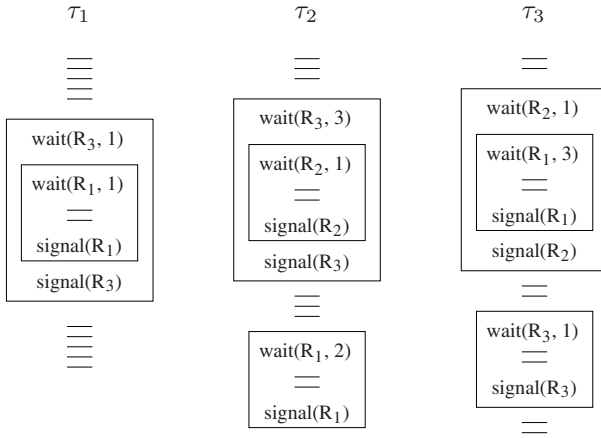 τ1
wait(R3, 1)
wait(R1, 1)
signal(R1)
signal(R3)
τ2
wait(R3, 3)
wait(R2, 1)
signal(R2)
signal(R3)
wait(R1, 2)
signal(R1)
τ3
wait(R2, 1)
wait(R1, 3)
signal(R1)
signal(R2)
wait(R3, 1)
signal(R3)